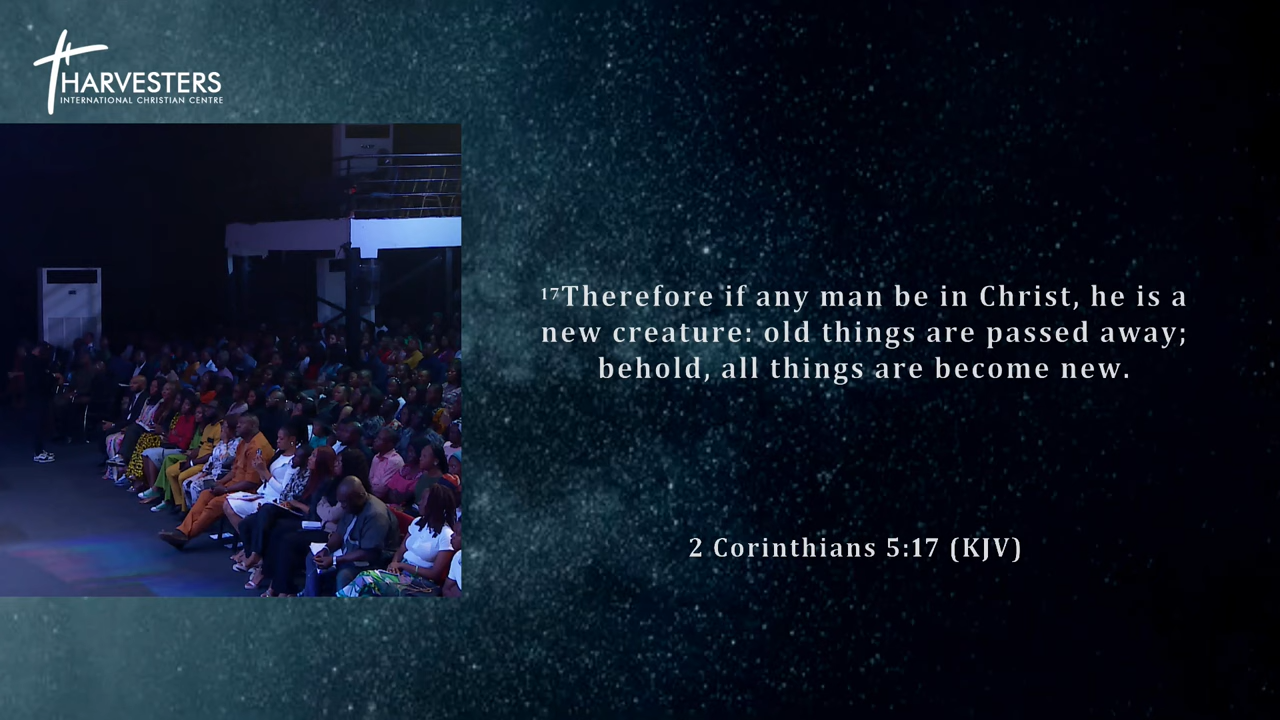 HARVESTERS
INTERNATIONAL CHRISTIAN CENTRE
¹⁷Therefore if any man be in Christ, he is a
new creature: old things are passed away;
behold, all things are become new.
2 Corinthians 5:17 (KJV)